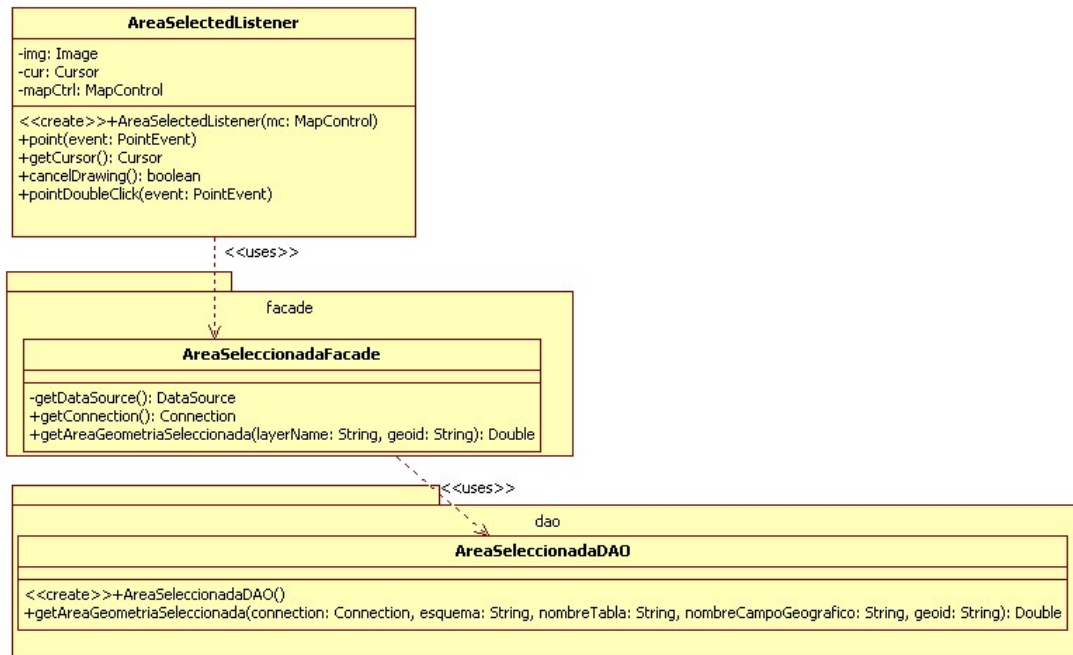 AreaSelectedListener
-img: Image
-cur: Cursor
-mapCtrl: MapControl
<<create>>+AreaSelectedListener(mc: MapControl)
+point(event: PointEvent)
+getCursor(): Cursor
+cancelDrawing(): boolean
+pointDoubleClick(event: PointEvent)
<<uses>>
facade
AreaSeleccionadaFacade
-getDataSource(): DataSource
+getConnection(): Connection
+getAreaGeometriaSeleccionada(layerName: String, geoid: String): Double
<<uses>>
dao
AreaSeleccionadaDAO
<<create>>+AreaSeleccionadaDAO()
+getAreaGeometriaSeleccionada(connection: Connection, esquema: String, nombreTabla: String, nombreCampoGeografico: String, geoid: String): Double